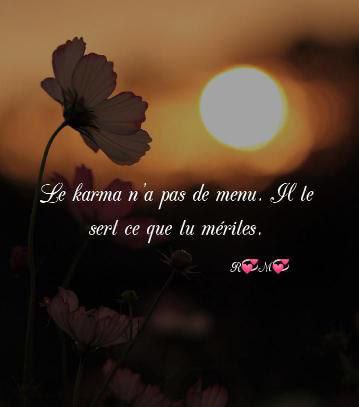 Le karma n'a pas de menu. Il te
sert ce que tu mérites.
R💞M💞